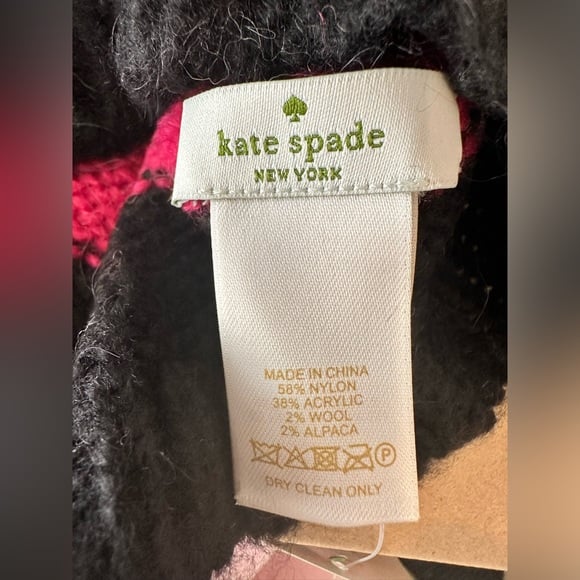 kate spade
NEW YORK
MADE IN CHINA
58% NYLON
38% ACRYLIC
2% WOOL
2% ALPACA
P
DRY CLEAN ONLY